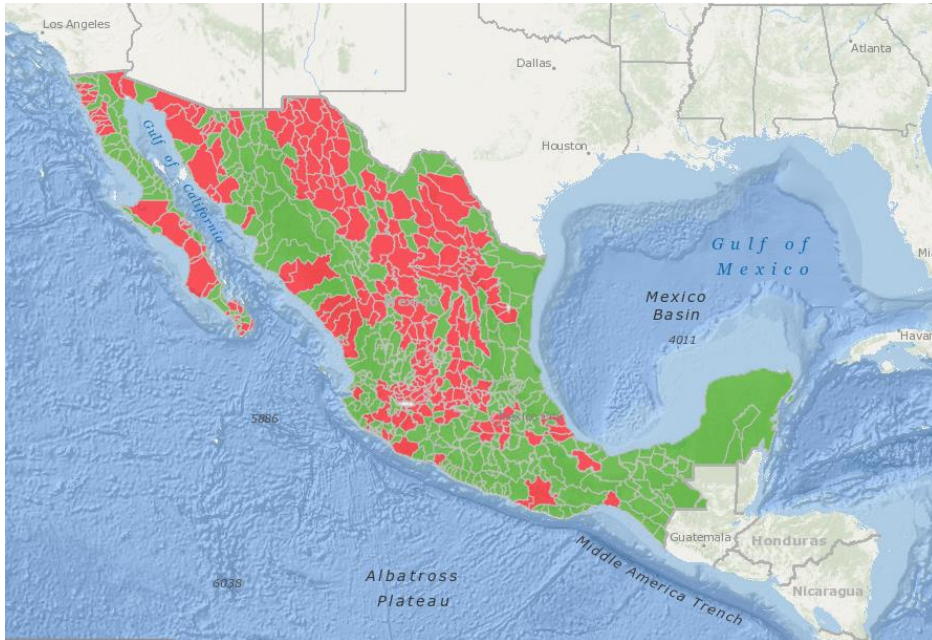 Los Angeles
Atlanta
Dallas
Houston
Gulf of
California
Gulf of
Mexico
Mexico
Basin
4011
Havan
5886
6038
Albatross
Plateau
Middle America Trench
Guatemala
Honduras
Nicaragua